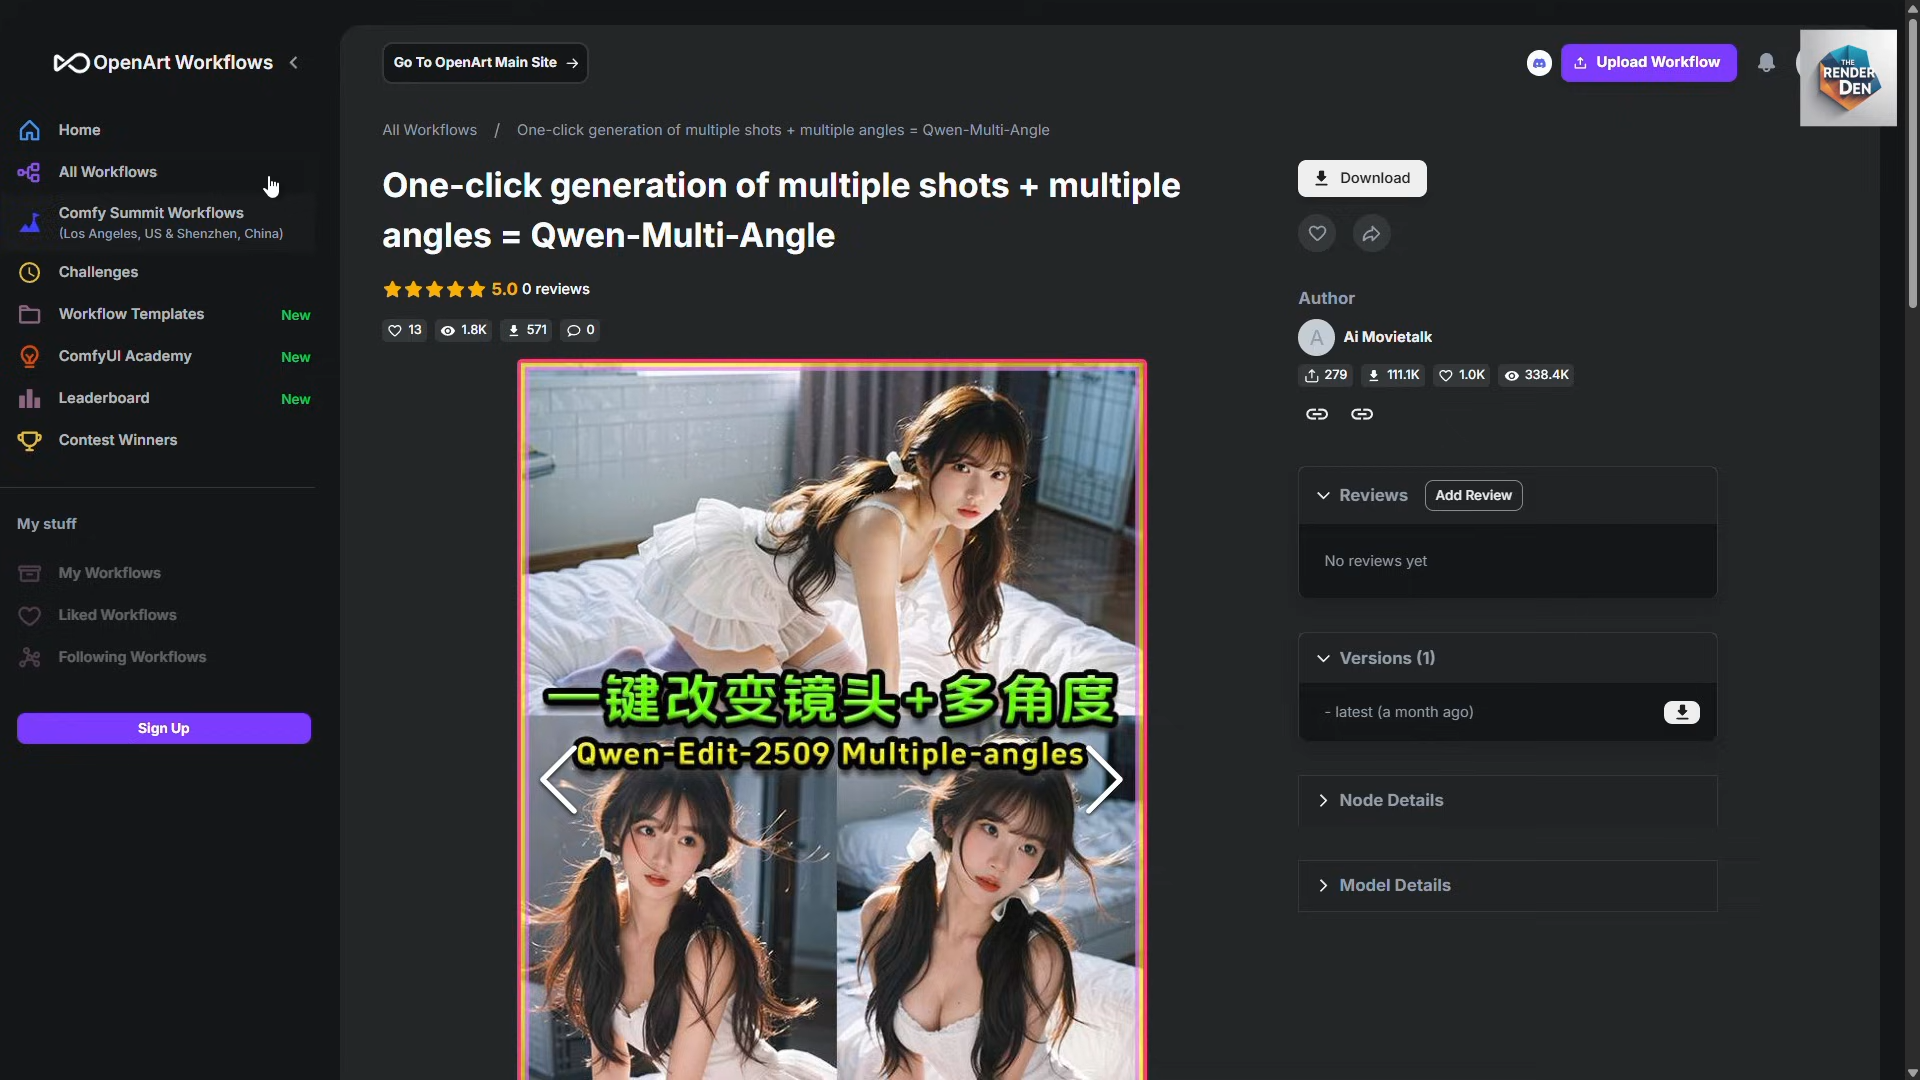 OpenArt Workflows
Go To OpenArt Main Site →
Upload Workflow
THE
RENDER
DEN
Home
All Workflows
Comfy Summit Workflows
(Los Angeles, US & Shenzhen, China)
Challenges
Workflow Templates New
ComfyUI Academy New
Leaderboard New
Contest Winners
My stuff
My Workflows
Liked Workflows
Following Workflows
Sign Up
All Workflows / One-click generation of multiple shots + multiple angles = Qwen-Multi-Angle
One-click generation of multiple shots + multiple
angles = Qwen-Multi-Angle
5.0 0 reviews
13 1.8K 571 0
一键改变镜头+多角度
Qwen-Edit-2509 Multiple-angles
Download
Author
A Ai Movietalk
279 111.1K 1.0K 338.4K
Reviews Add Review
No reviews yet
Versions (1)
- latest (a month ago)
Node Details
Model Details